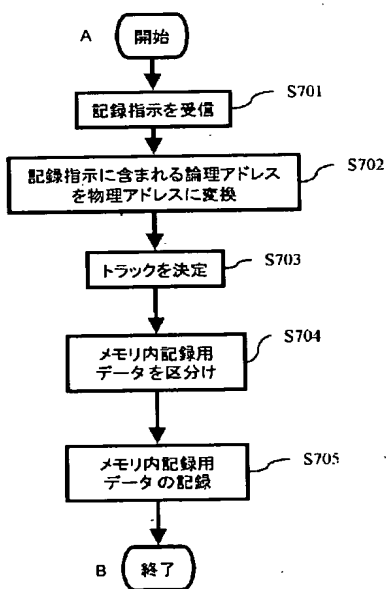 A 開始
記録指示を受信 S701
記録指示に含まれる論理アドレス
を物理アドレスに変換 S702
トラックを決定 S703
メモリ内記録用
データを区分け S704
メモリ内記録用
データの記録 S705
B 終了